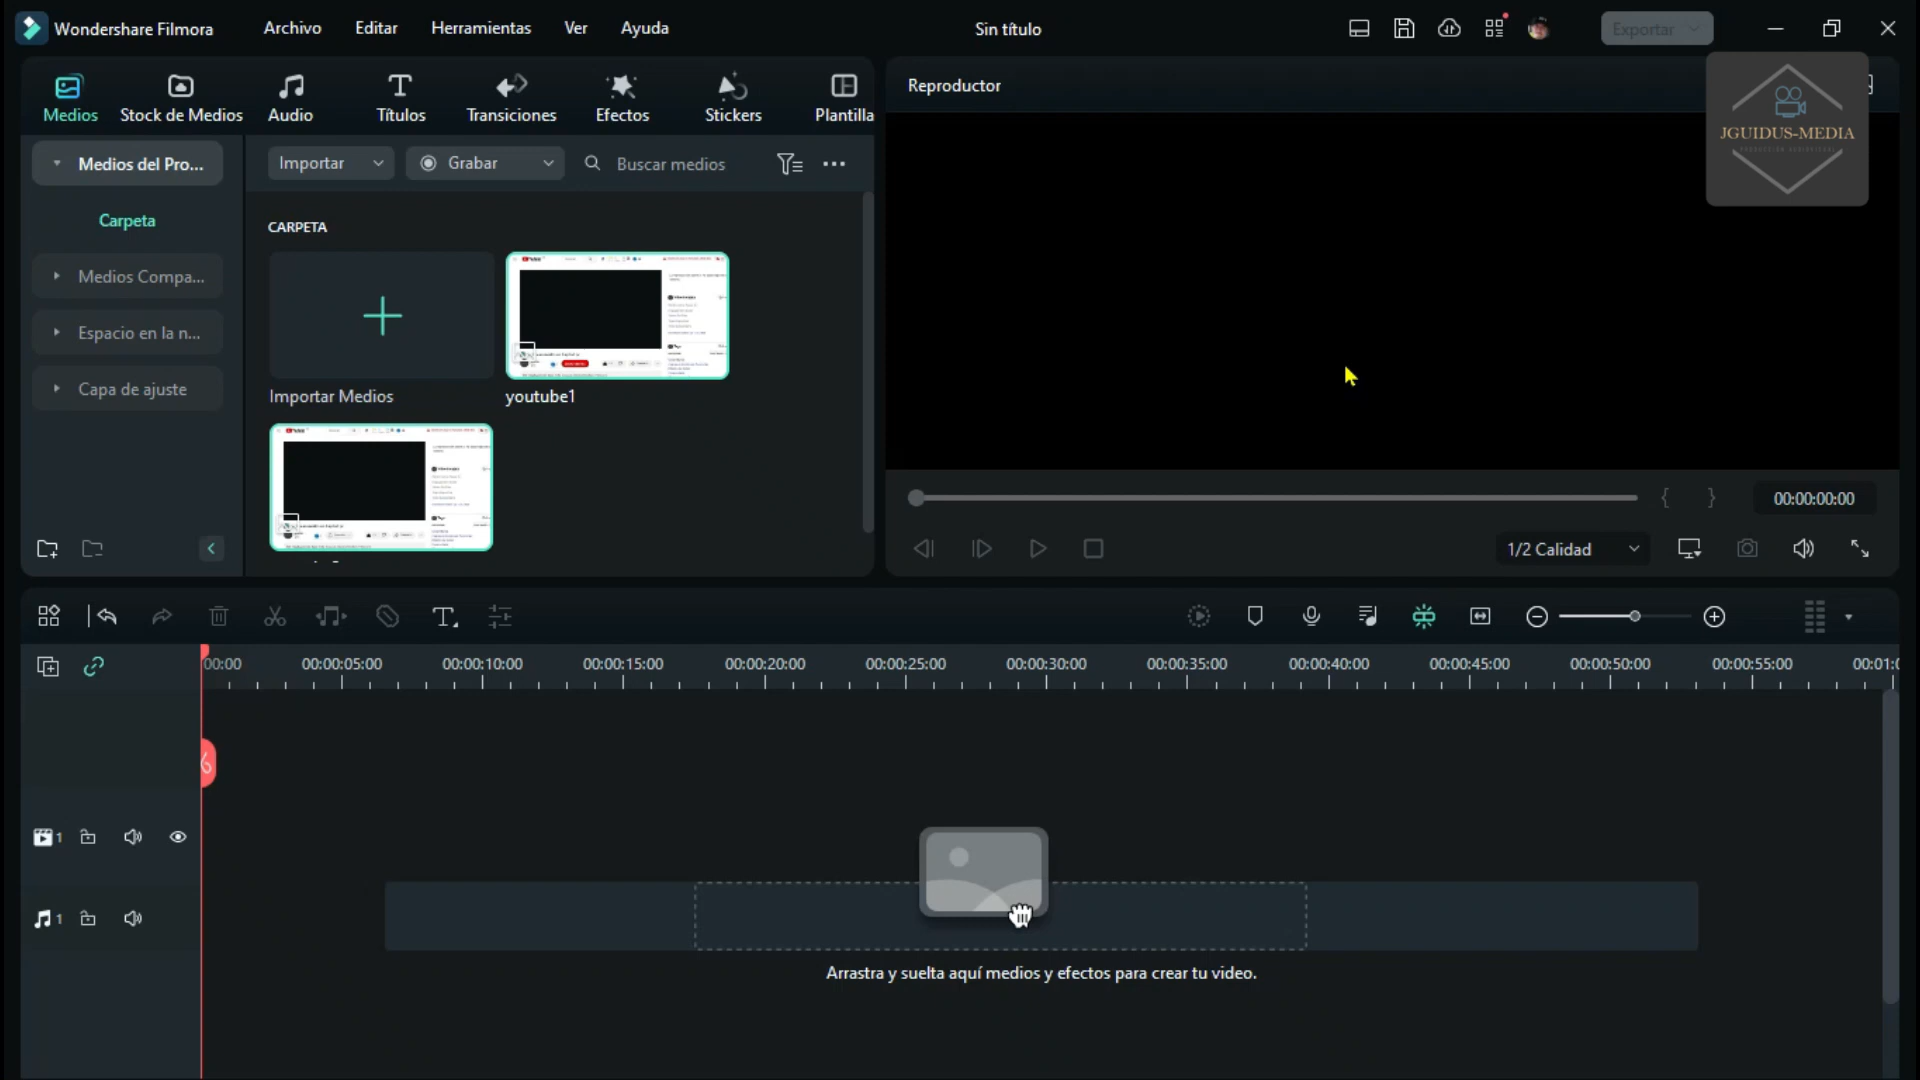 Wondershare Filmora
Archivo
Editar
Herramientas
Ver
Ayuda
Sin título
Exportar
Medios
Stock de Medios
Audio
Títulos
Transiciones
Efectos
Stickers
Plantilla
Reproductor
JGUIDUS-MEDIA
Medios del Pro...
Importar
Grabar
Buscar medios
Carpeta
CARPETA
Medios Compa...
Espacio en la n...
Capa de ajuste
Importar Medios
youtube1
00:00:00:00
1/2 Calidad
00:00
00:00:05:00
00:00:10:00
00:00:15:00
00:00:20:00
00:00:25:00
00:00:30:00
00:00:35:00
00:00:40:00
00:00:45:00
00:00:50:00
00:00:55:00
00:01:0
1
1
Arrastra y suelta aquí medios y efectos para crear tu video.